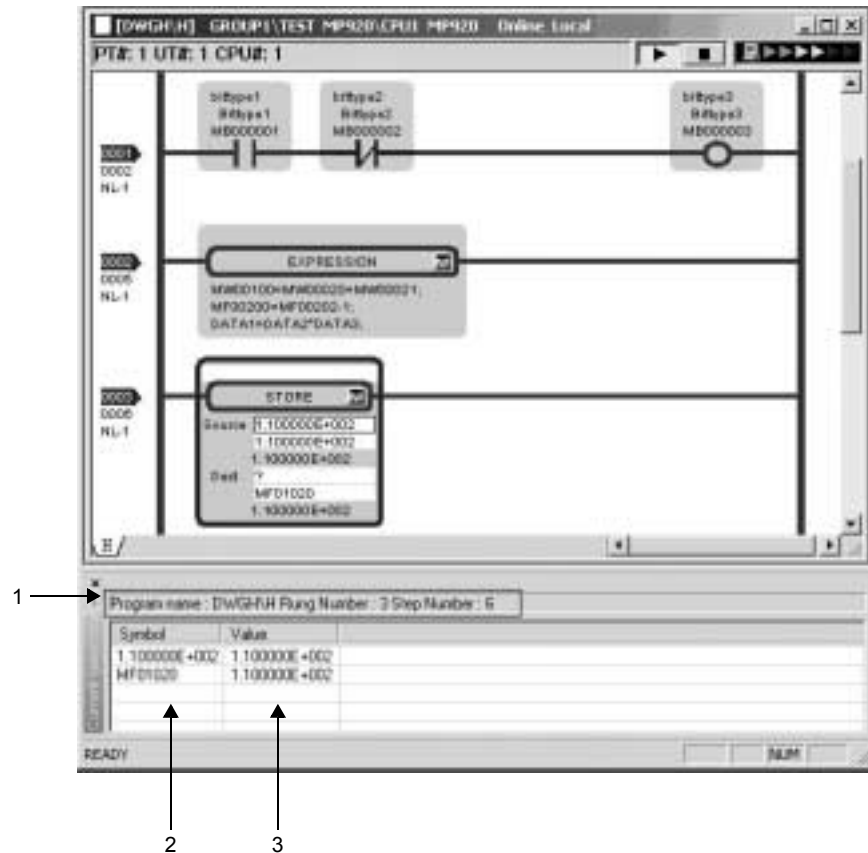 [DWGH\H] GROUP1\TEST MP920\CPU1 MP920 Online Local
PT#: 1 UT#: 1 CPU#: 1
bittype1 bittype2 bittype3
Bittype1 Bittype2 Bittype3
MB000001 MB000002 MB000003
0001
0002
NL-1
0002
0005
NL-1
EXPRESSION
MW00100=MW00020+MW00021;
MF00200=MF00202-1;
DATA1=DATA2*DATA3;
0003
0006
NL-1
STORE
Source 1.100000E+002
1.100000E+002
1.100000E+002
Dest ?
MF01020
1.100000E+002
H
1
Program name : DWGH\H Rung Number : 3 Step Number : 6
Symbol Value
1.100000E+002 1.100000E+002
MF01020 1.100000E+002
READY NUM
2 3